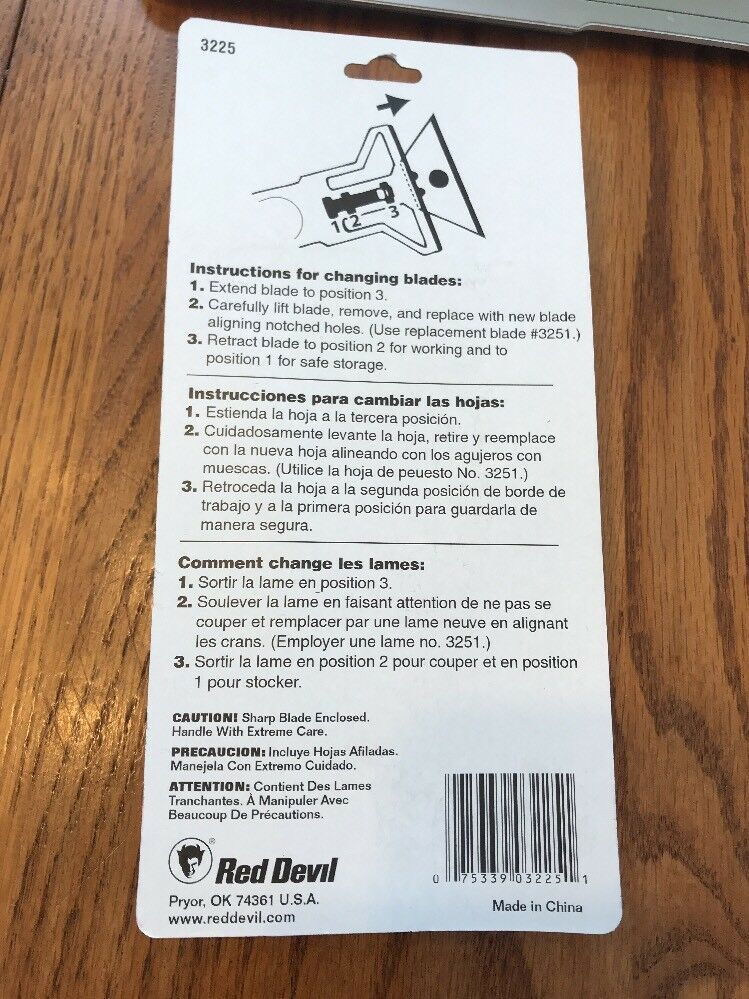 3225
1 2 3
Instructions for changing blades:
1. Extend blade to position 3.
2. Carefully lift blade, remove, and replace with new blade
aligning notched holes. (Use replacement blade #3251.)
3. Retract blade to position 2 for working and to
position 1 for safe storage.
Instrucciones para cambiar las hojas:
1. Estienda la hoja a la tercera posición.
2. Cuidadosamente levante la hoja, retire y reemplace
con la nueva hoja alineando con los agujeros con
muescas. (Utilice la hoja de peuesto No. 3251.)
3. Retroceda la hoja a la segunda posición de borde de
trabajo y a la primera posición para guardarla de
manera segura.
Comment change les lames:
1. Sortir la lame en position 3.
2. Soulever la lame en faisant attention de ne pas se
couper et remplacer par une lame neuve en alignant
les crans. (Employer une lame no. 3251.)
3. Sortir la lame en position 2 pour couper et en position
1 pour stocker.
CAUTION! Sharp Blade Enclosed.
Handle With Extreme Care.
PRECAUCION: Incluye Hojas Afiladas.
Manejela Con Extremo Cuidado.
ATTENTION: Contient Des Lames
Tranchantes. À Manipuler Avec
Beaucoup De Précautions.
® Red Devil
0 75339 03225 1
Pryor, OK 74361 U.S.A.
www.reddevil.com
Made in China